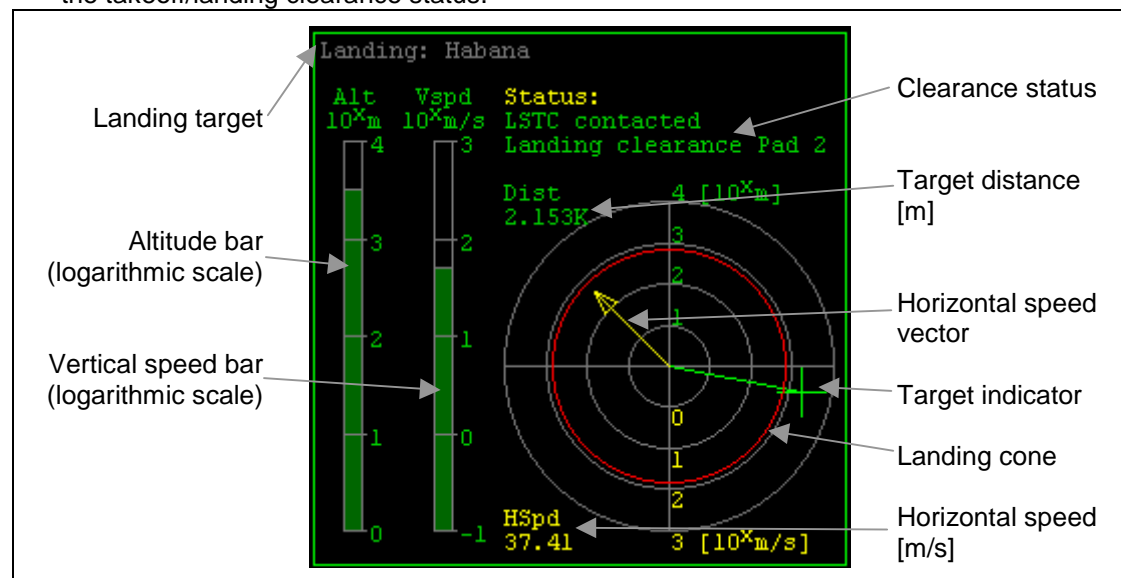 the takeoff/landing clearance status.
Landing: Habana
Alt
10^x m
Vspd
10^x m/s
Status:
LSTC contacted
Landing clearance Pad 2
4
3
2
1
0
3
2
1
0
-1
Dist
2.153K
4 [10^x m]
3
2
1
0
1
2
3 [10^x m/s]
HSpd
37.41
Landing target
Altitude bar
(logarithmic scale)
Vertical speed bar
(logarithmic scale)
Clearance status
Target distance
[m]
Horizontal speed
vector
Target indicator
Landing cone
Horizontal speed
[m/s]